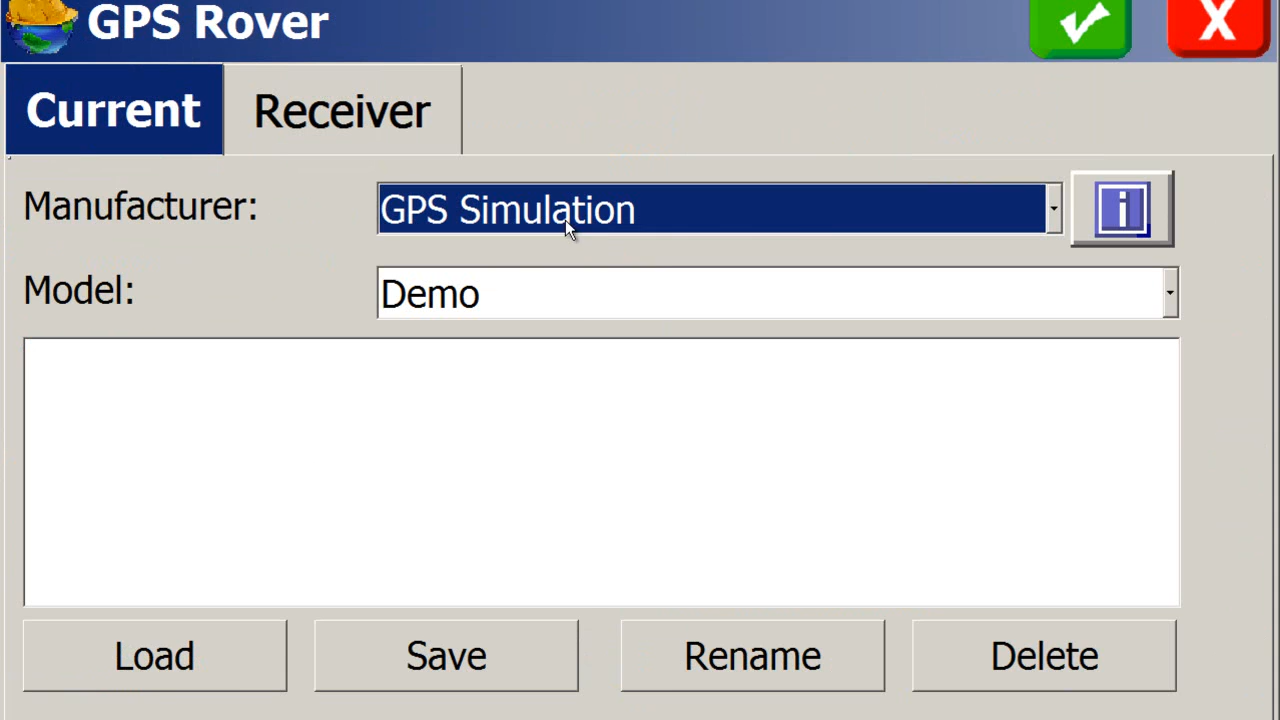 GPS Rover
X
Current
Receiver
Manufacturer:
GPS Simulation
i
Model:
Demo
Load
Save
Rename
Delete